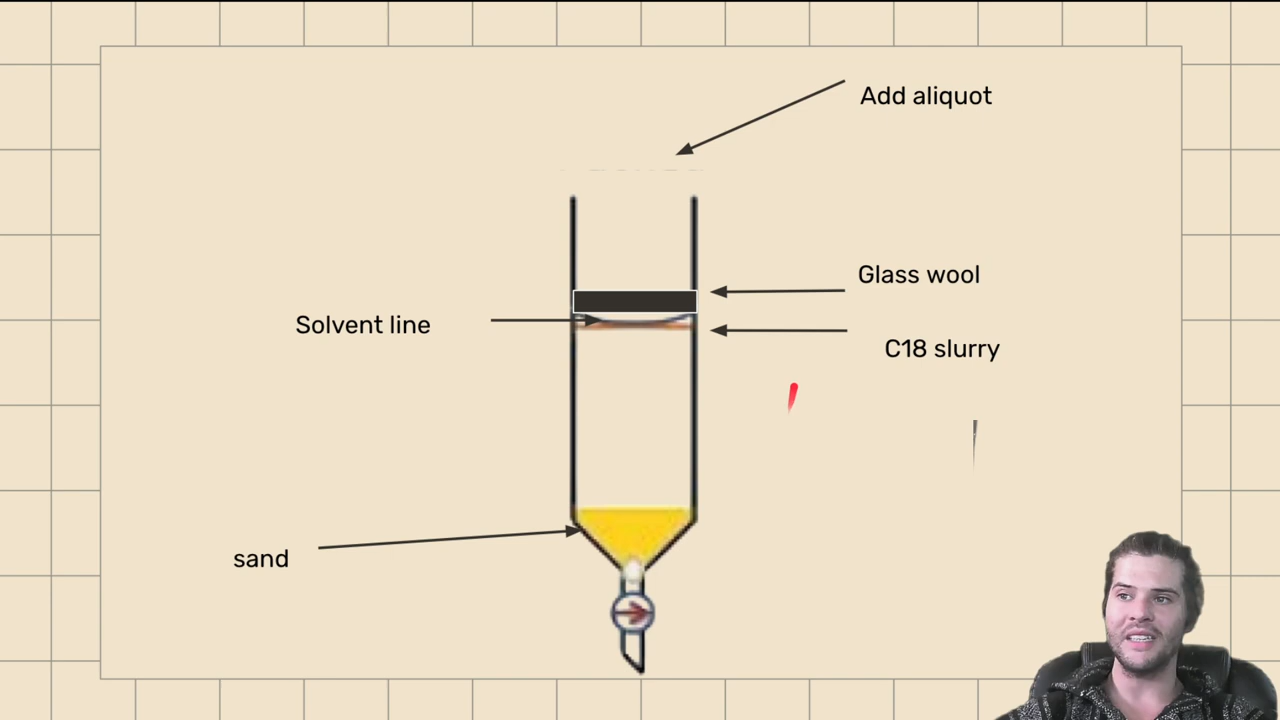 Add aliquot
Glass wool
Solvent line
C18 slurry
sand